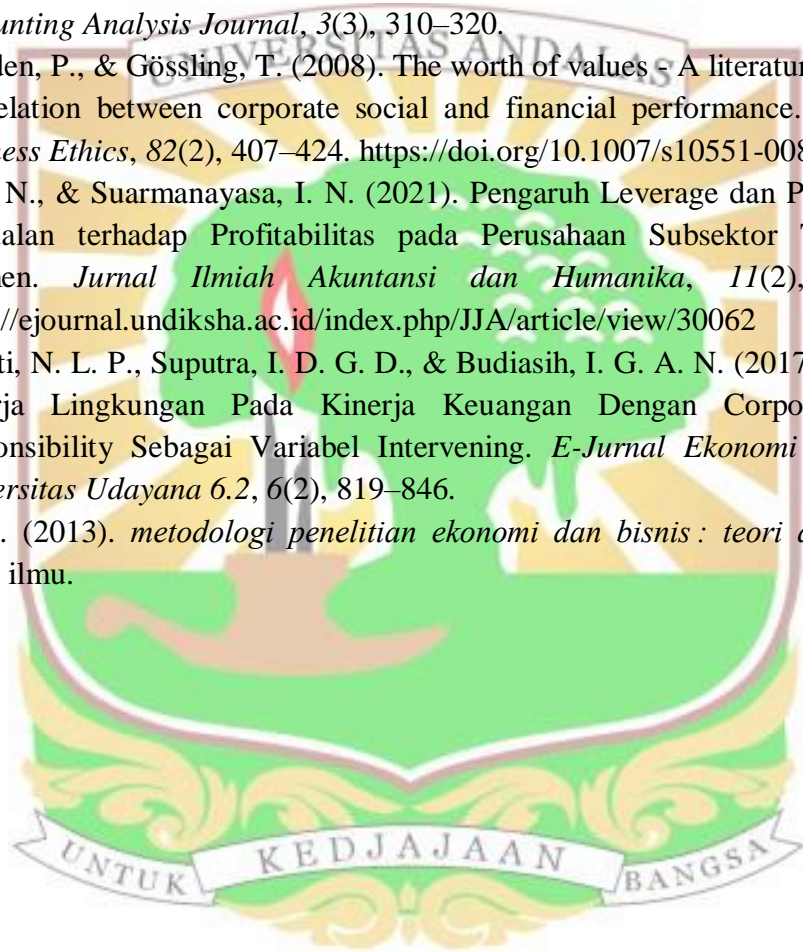 unting Analysis Journal, 3(3), 310–320.
UNIVERSITAS ANDALAS
len, P., & Gössling, T. (2008). The worth of values - A literatur
elation between corporate social and financial performance.
ness Ethics, 82(2), 407–424. https://doi.org/10.1007/s10551-008
N., & Suarmanayasa, I. N. (2021). Pengaruh Leverage dan P
alan terhadap Profitabilitas pada Perusahaan Subsektor T
nen. Jurnal Ilmiah Akuntansi dan Humanika, 11(2),
//ejournal.undiksha.ac.id/index.php/JJA/article/view/30062
ti, N. L. P., Suputra, I. D. G. D., & Budiasih, I. G. A. N. (2017
rja Lingkungan Pada Kinerja Keuangan Dengan Corpo
onsibility Sebagai Variabel Intervening. E-Jurnal Ekonomi
ersitas Udayana 6.2, 6(2), 819–846.
. (2013). metodologi penelitian ekonomi dan bisnis : teori
ilmu.
UNTUK KEDJAJAAN BANGSA